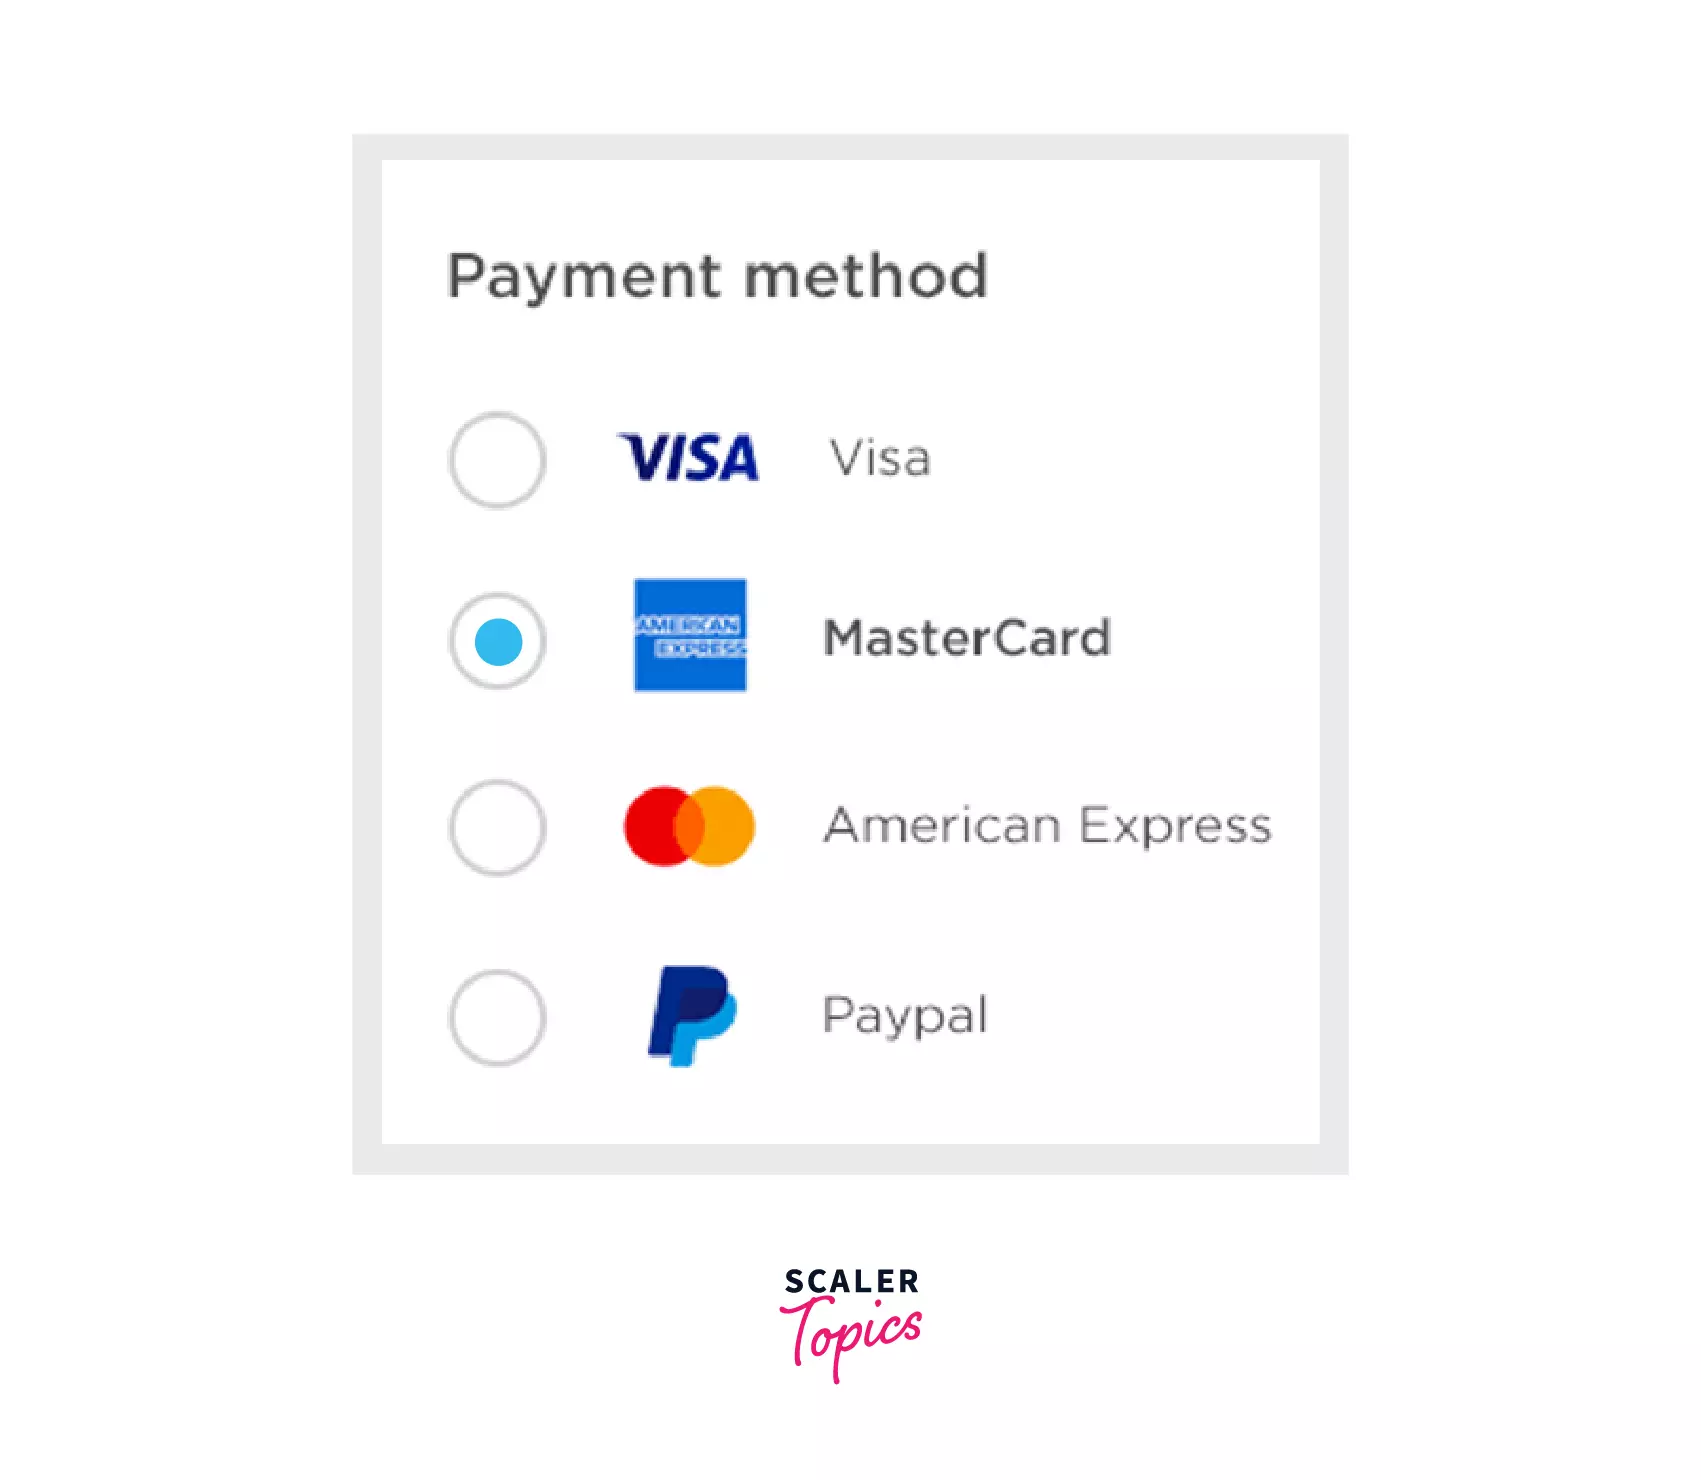 Payment method
VISA Visa
AMERICAN
EXPRESS
MasterCard
American Express
Paypal
SCALER
Topics